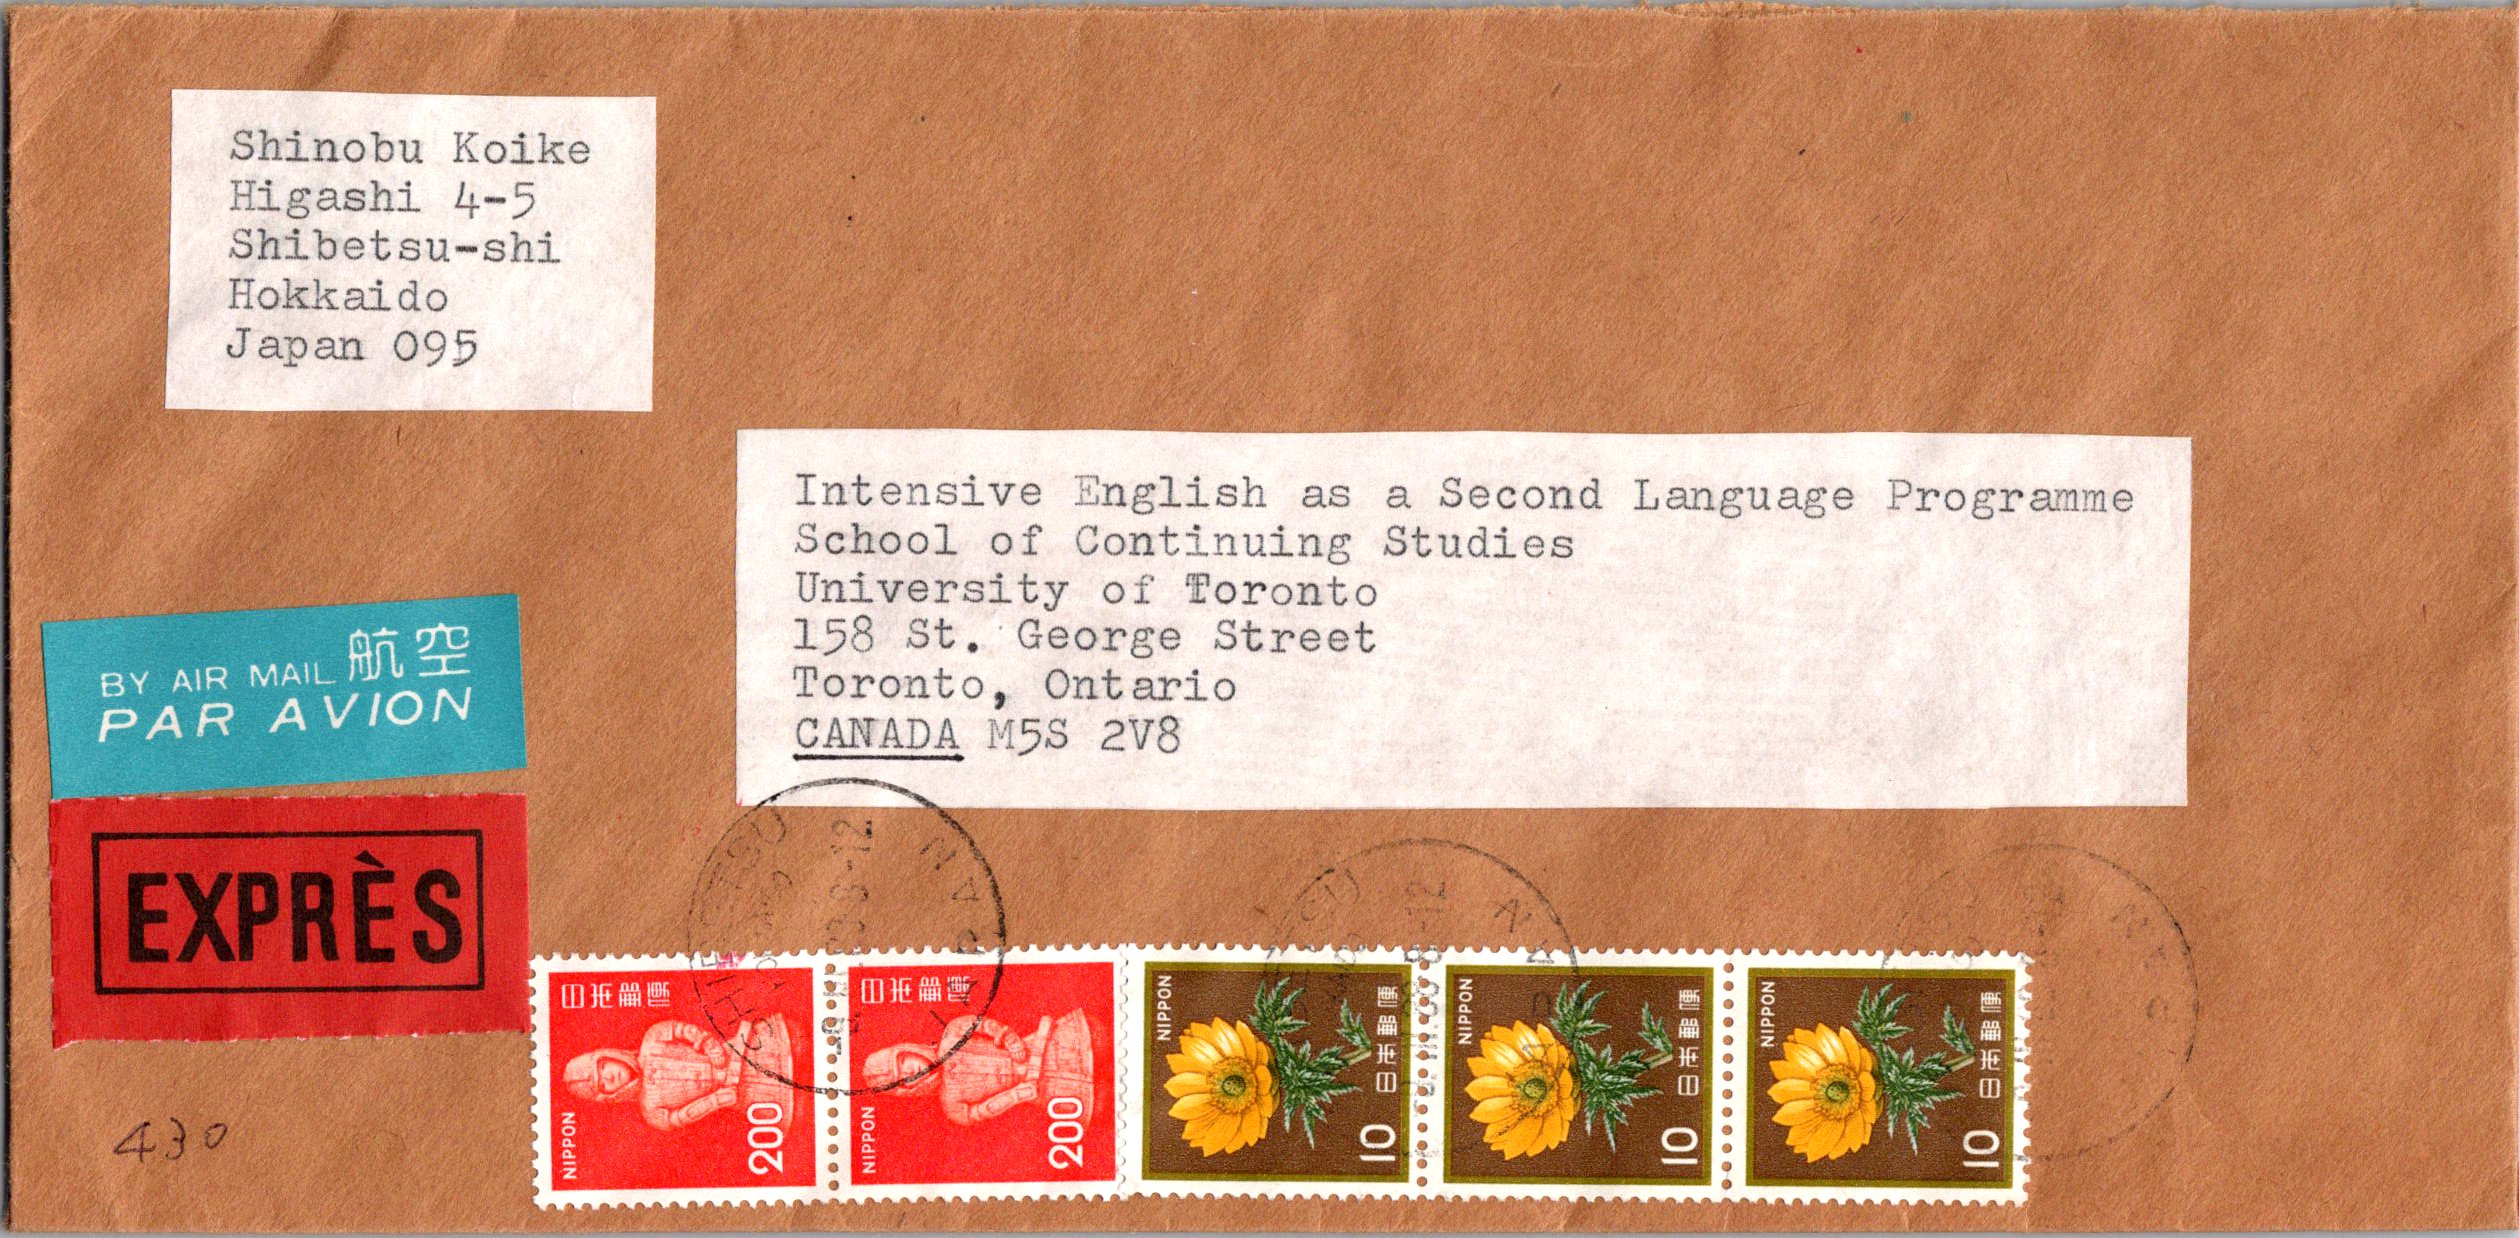 Shinobu Koike
Higashi 4-5
Shibetsu-shi
Hokkaido
Japan 095
Intensive English as a Second Language Programme
School of Continuing Studies
University of Toronto
158 St. George Street
Toronto, Ontario
CANADA M5S 2V8
BY AIR MAIL 航空
PAR AVION
EXPRÈS
430
日本郵便
NIPPON
200
日本郵便
NIPPON
200
NIPPON
日本郵便
10
NIPPON
日本郵便
10
NIPPON
日本郵便
10
JAPAN